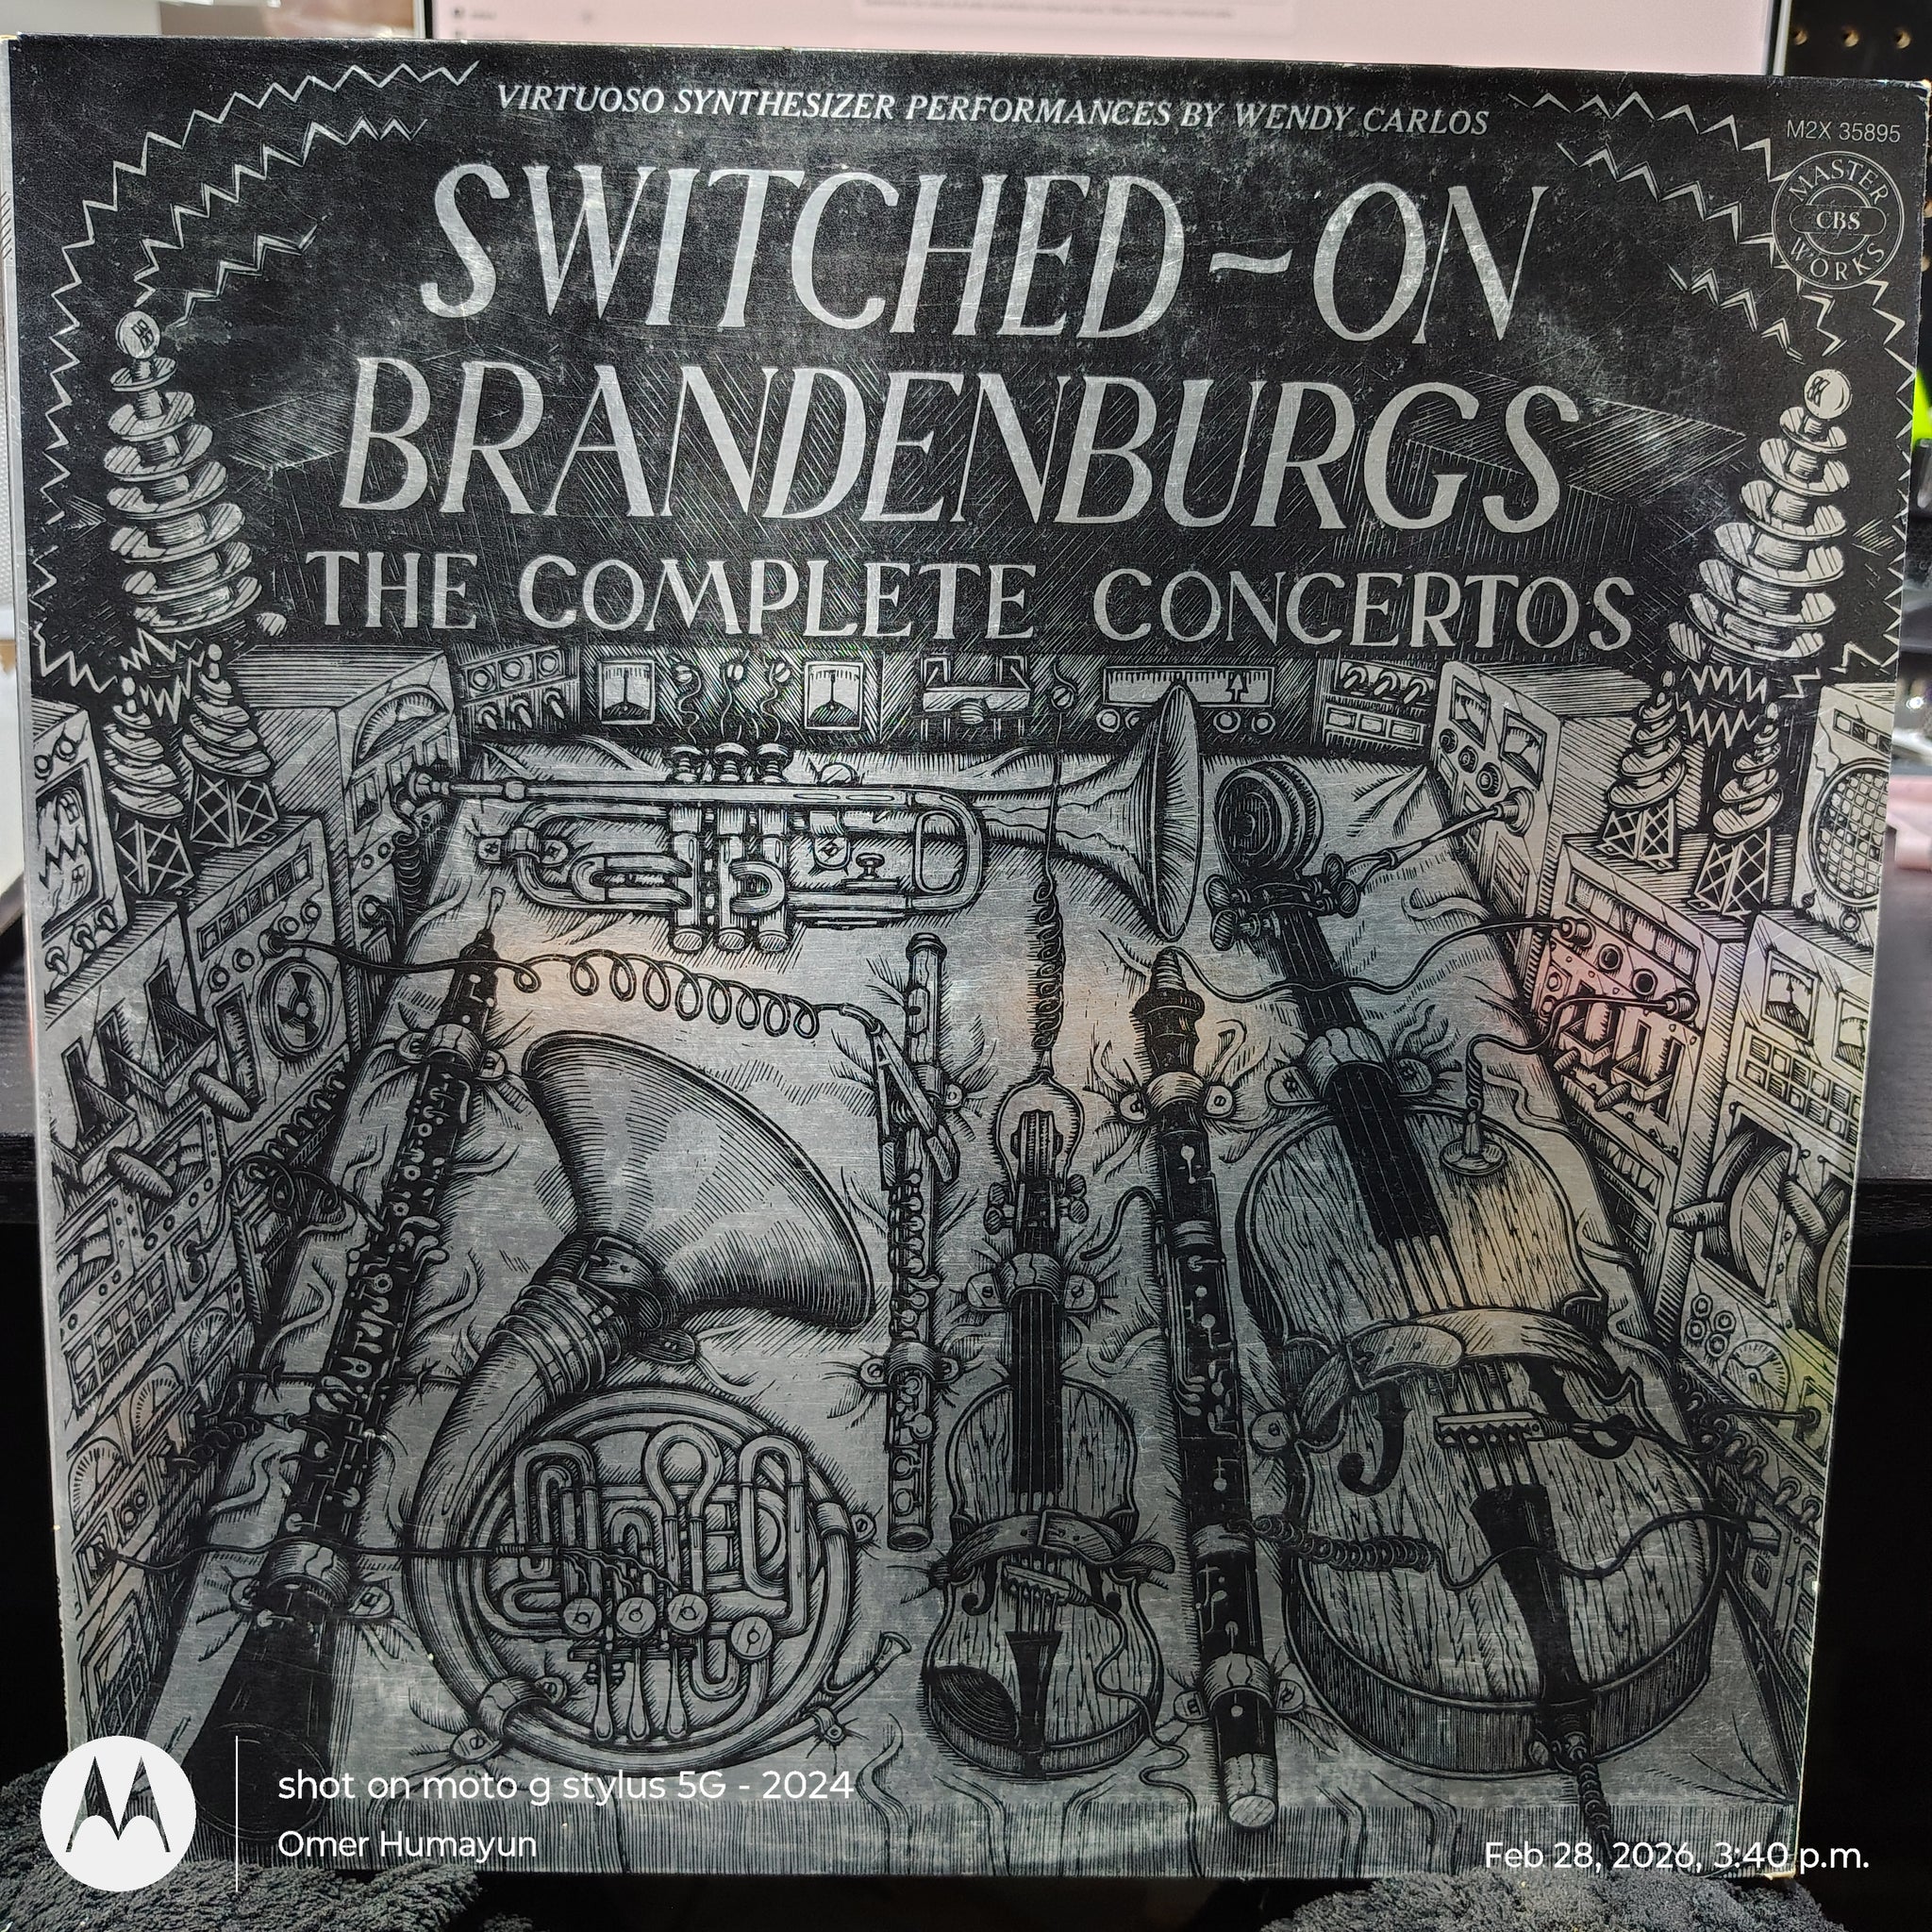 VIRTUOSO SYNTHESIZER PERFORMANCES BY WENDY CARLOS
M2X 35895
MASTER
CBS
WORKS
SWITCHED~ON
BRANDENBURGS
THE COMPLETE CONCERTOS
shot on moto g stylus 5G - 2024
Omer Humayun
Feb 28, 2026, 3:40 p.m.